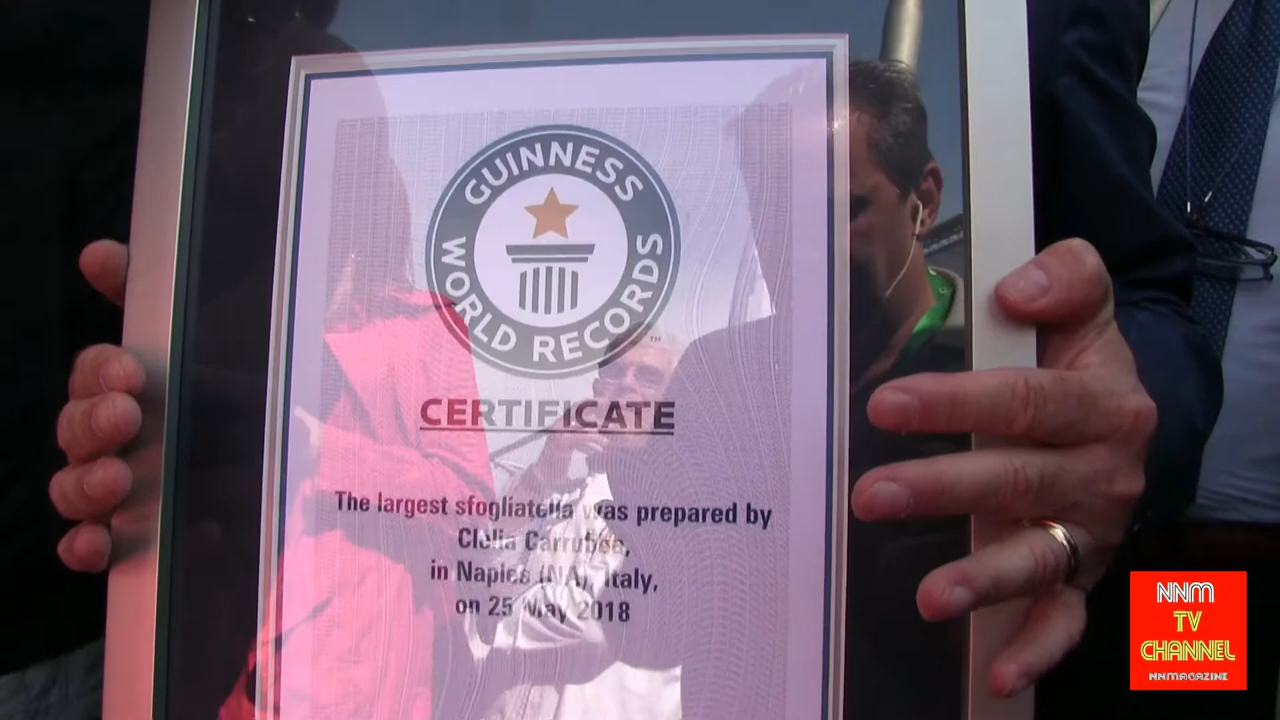 GUINNESS
WORLD RECORDS
TM
CERTIFICATE
The largest sfogliatella was prepared by
Clelia
in Naples (NA), Italy,
on 25 May 2018
NNM
TV
CHANNEL
NNMAGAZINE